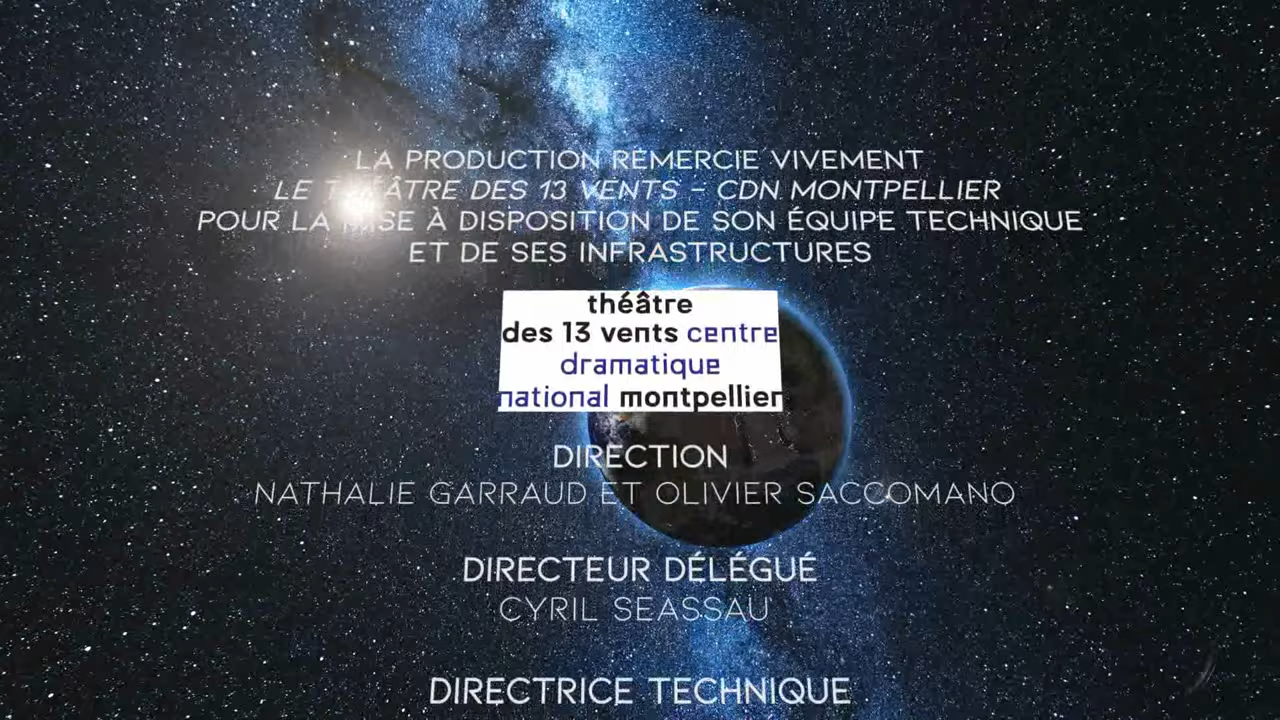 LA PRODUCTION REMERCIE VIVEMENT
LE THÉÂTRE DES 13 VENTS – CDN MONTPELLIER
POUR LA MISE À DISPOSITION DE SON ÉQUIPE TECHNIQUE
ET DE SES INFRASTRUCTURES
théâtre
des 13 vents centre
dramatique
national montpellier
DIRECTION
NATHALIE GARRAUD ET OLIVIER SACCOMANO
DIRECTEUR DÉLÉGUÉ
CYRIL SEASSAU
DIRECTRICE TECHNIQUE